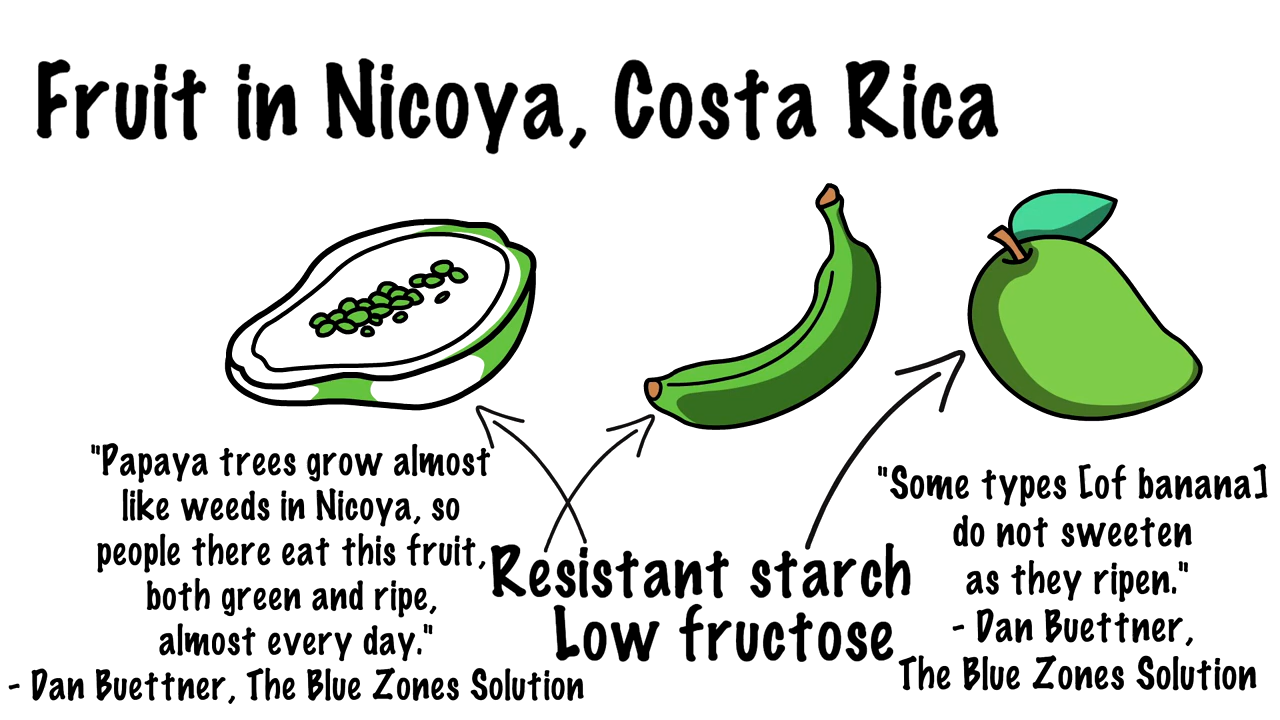 Fruit in Nicoya, Costa Rica
"Papaya trees grow almost
like weeds in Nicoya, so
people there eat this fruit,
both green and ripe,
almost every day."
- Dan Buettner, The Blue Zones Solution
Resistant starch
Low fructose
"Some types [of banana]
do not sweeten
as they ripen."
- Dan Buettner,
The Blue Zones Solution